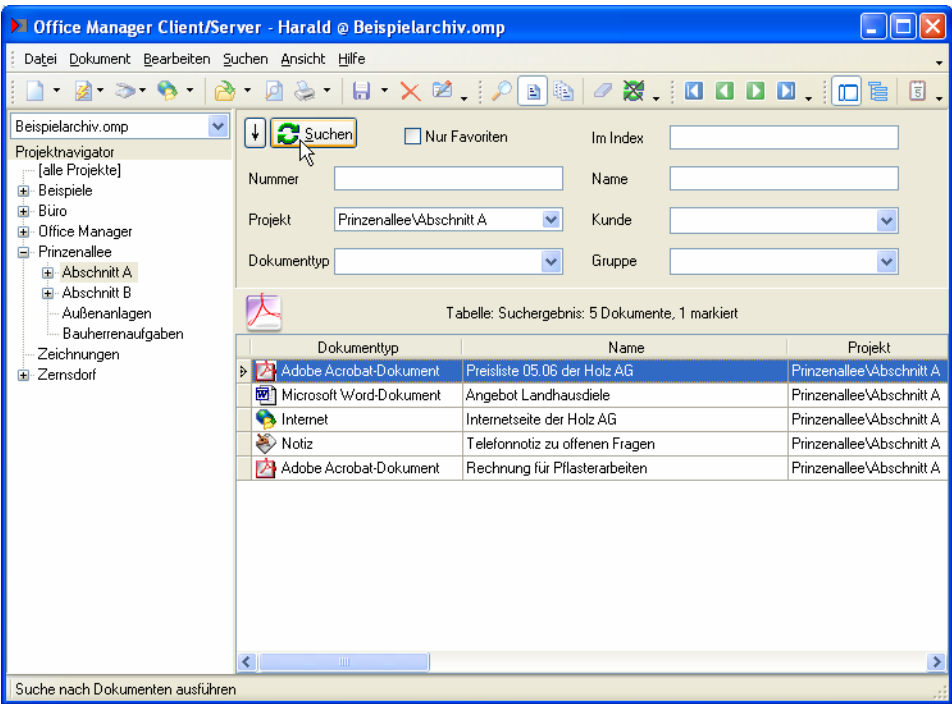 Office Manager Client/Server - Harald @ Beispielarchiv.omp
Datei Dokument Bearbeiten Suchen Ansicht Hilfe
5
Beispielarchiv.omp
Projektnavigator
[alle Projekte]
Beispiele
Büro
Office Manager
Prinzenallee
Abschnitt A
Abschnitt B
Außenanlagen
Bauherrenaufgaben
Zeichnungen
Zernsdorf
Suchen Nur Favoriten Im Index
Nummer Name
Projekt Prinzenallee\Abschnitt A Kunde
Dokumenttyp Gruppe
Tabelle: Suchergebnis: 5 Dokumente, 1 markiert
Dokumenttyp Name Projekt
Adobe Acrobat-Dokument Preisliste 05.06 der Holz AG Prinzenallee\Abschnitt A
Microsoft Word-Dokument Angebot Landhausdiele Prinzenallee\Abschnitt A
Internet Internetseite der Holz AG Prinzenallee\Abschnitt A
Notiz Telefonnotiz zu offenen Fragen Prinzenallee\Abschnitt A
Adobe Acrobat-Dokument Rechnung für Pflasterarbeiten Prinzenallee\Abschnitt A
Suche nach Dokumenten ausführen